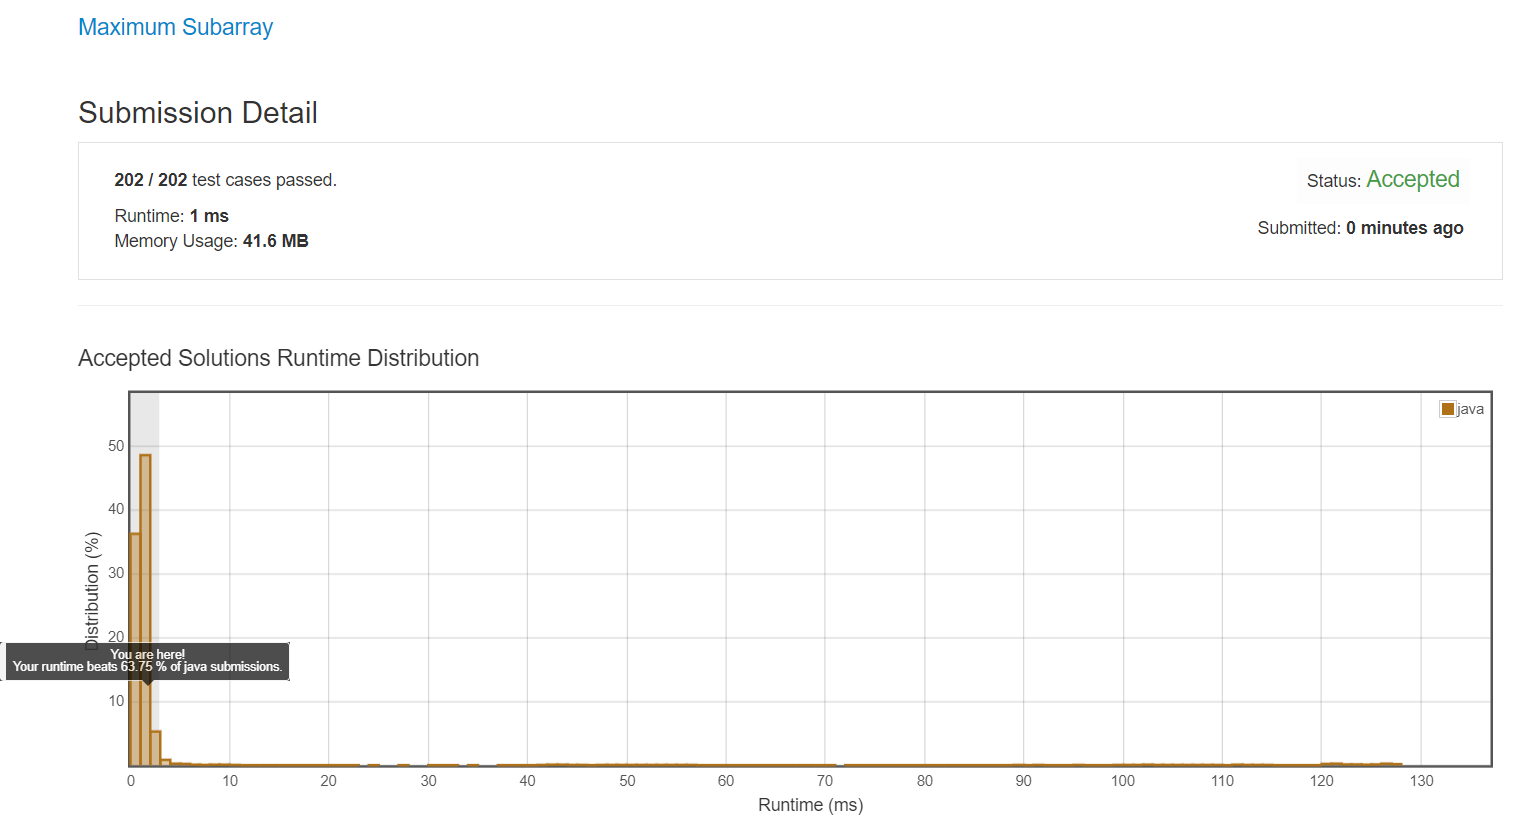 Maximum Subarray
Submission Detail
202 / 202 test cases passed.
Status: Accepted
Runtime: 1 ms
Submitted: 0 minutes ago
Memory Usage: 41.6 MB
Accepted Solutions Runtime Distribution
java
50
40
30
20
10
Distribution (%)
You are here!
Your runtime beats 63.75 % of java submissions.
0 10 20 30 40 50 60 70 80 90 100 110 120 130
Runtime (ms)